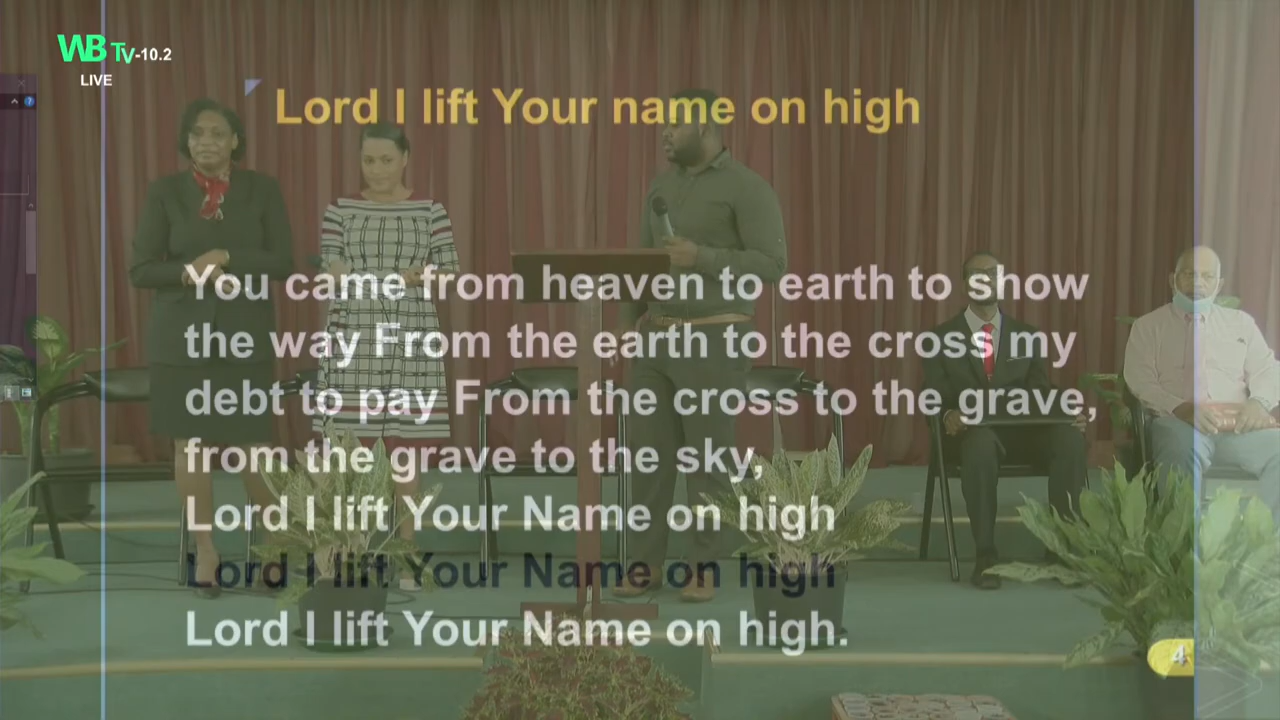 WB TV-10.2
LIVE
Lord I lift Your name on high
You came from heaven to earth to show
the way From the earth to the cross my
debt to pay From the cross to the grave,
from the grave to the sky,
Lord I lift Your Name on high
Lord I lift Your Name on high
Lord I lift Your Name on high.
4